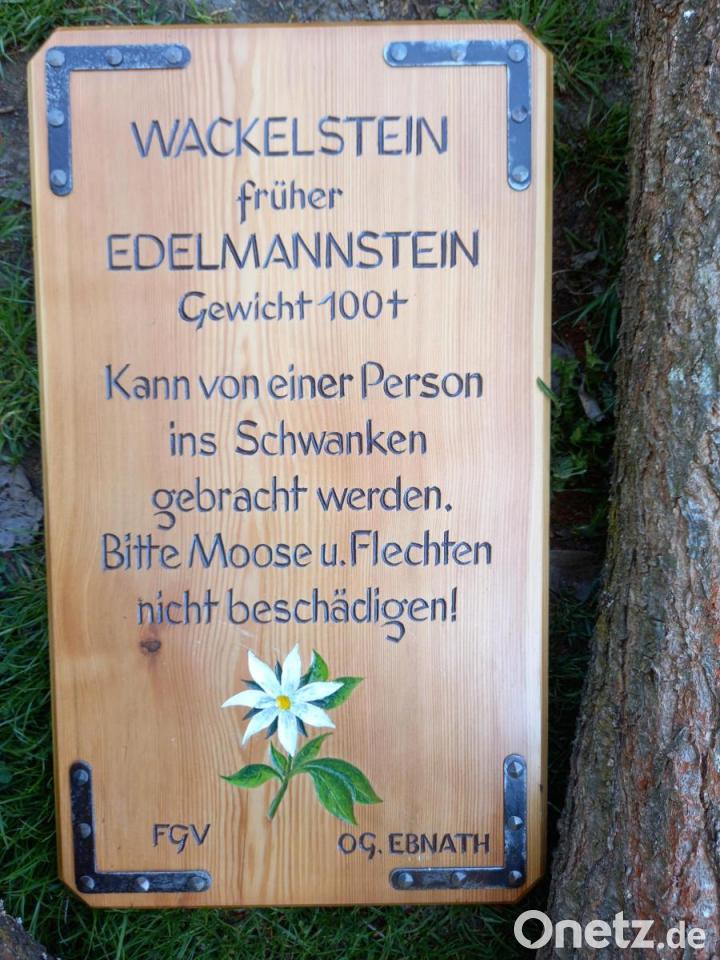 WACKELSTEIN
früher
EDELMANNSTEIN
Gewicht 100t
Kann von einer Person
ins Schwanken
gebracht werden.
Bitte Moose u. Flechten
nicht beschädigen!
FGV OG. EBNATH
Onetz.de